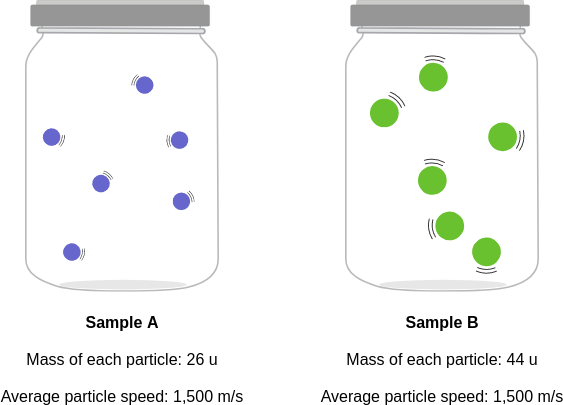 Sample A
Sample B
Mass of each particle: 26 u
Mass of each particle: 44 u
Average particle speed: 1,500 m/s
Average particle speed: 1,500 m/s